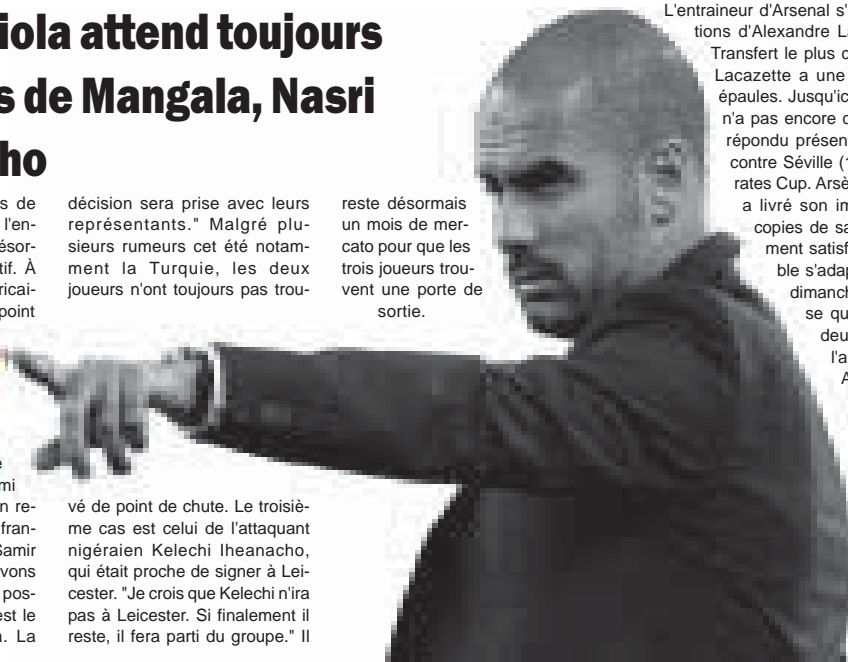 iola attend toujours
s de Mangala, Nasri
ho
s de
l'en-
ésor-
tif. À
ricai-
point
e
mi
n re-
fran-
Samir
vons
pos-
est le
. La
décision sera prise avec leurs
représentants." Malgré plu-
sieurs rumeurs cet été notam-
ment la Turquie, les deux
joueurs n'ont toujours pas trou-
vé de point de chute. Le troisiè-
me cas est celui de l'attaquant
nigéraien Kelechi Iheanacho,
qui était proche de signer à Lei-
cester. "Je crois que Kelechi n'ira
pas à Leicester. Si finalement il
reste, il fera parti du groupe." Il
reste désormais
un mois de mer-
cato pour que les
trois joueurs trou-
vent une porte de
sortie.
L'entraineur d'Arsenal s'
tions d'Alexandre La
Transfert le plus c
Lacazette a une
épaules. Jusqu'ic
n'a pas encore
répondu présen
contre Séville (1
rates Cup. Arsè
a livré son im
copies de sa
ment satisf
ble s'adap
dimanch
se qu
deu
l'a
A